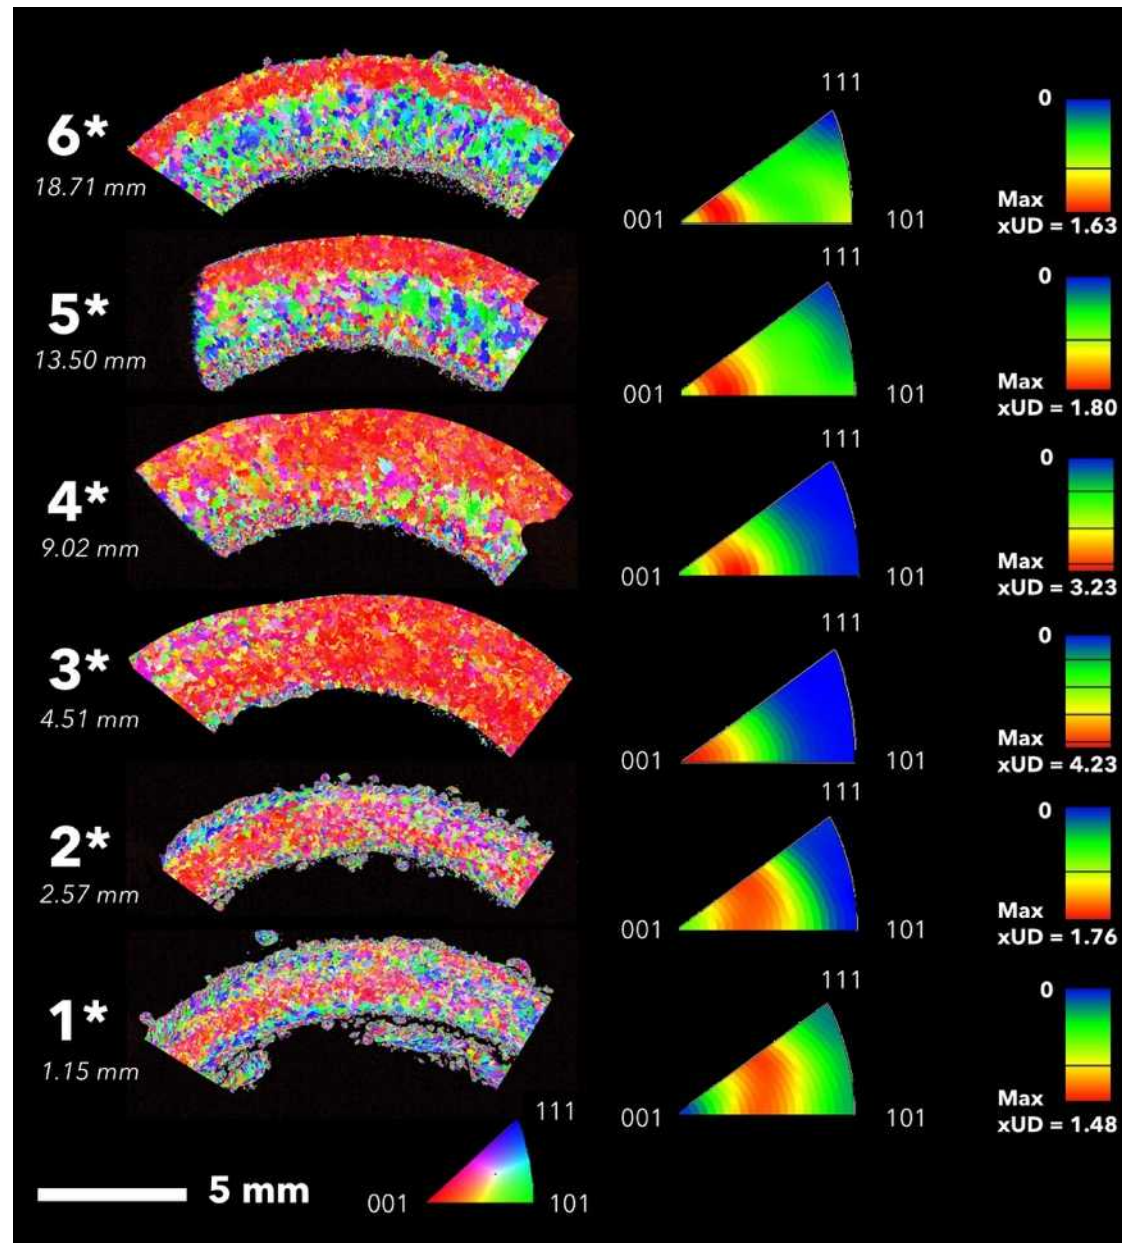 6*
18.71 mm
111
001
101
0
Max
xUD = 1.63
5*
13.50 mm
111
001
101
0
Max
xUD = 1.80
4*
9.02 mm
111
001
101
0
Max
xUD = 3.23
3*
4.51 mm
111
001
101
0
Max
xUD = 4.23
2*
2.57 mm
111
001
101
0
Max
xUD = 1.76
1*
1.15 mm
111
001
101
0
Max
xUD = 1.48
5 mm
111
001
101